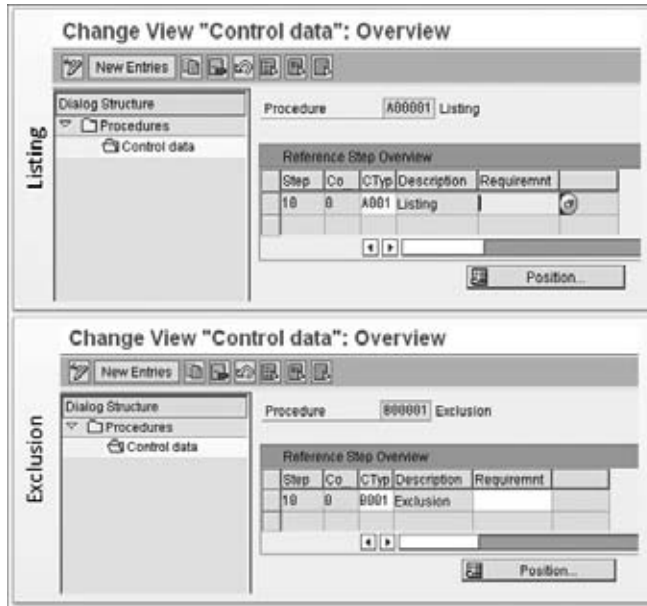 Listing
Change View "Control data": Overview
New Entries
Dialog Structure
Procedures
Control data
Procedure A00001 Listing
Reference Step Overview
Step Co CTyp Description Requiremnt
10 0 A001 Listing
Position...
Exclusion
Change View "Control data": Overview
New Entries
Dialog Structure
Procedures
Control data
Procedure B00001 Exclusion
Reference Step Overview
Step Co CTyp Description Requiremnt
10 0 B001 Exclusion
Position...